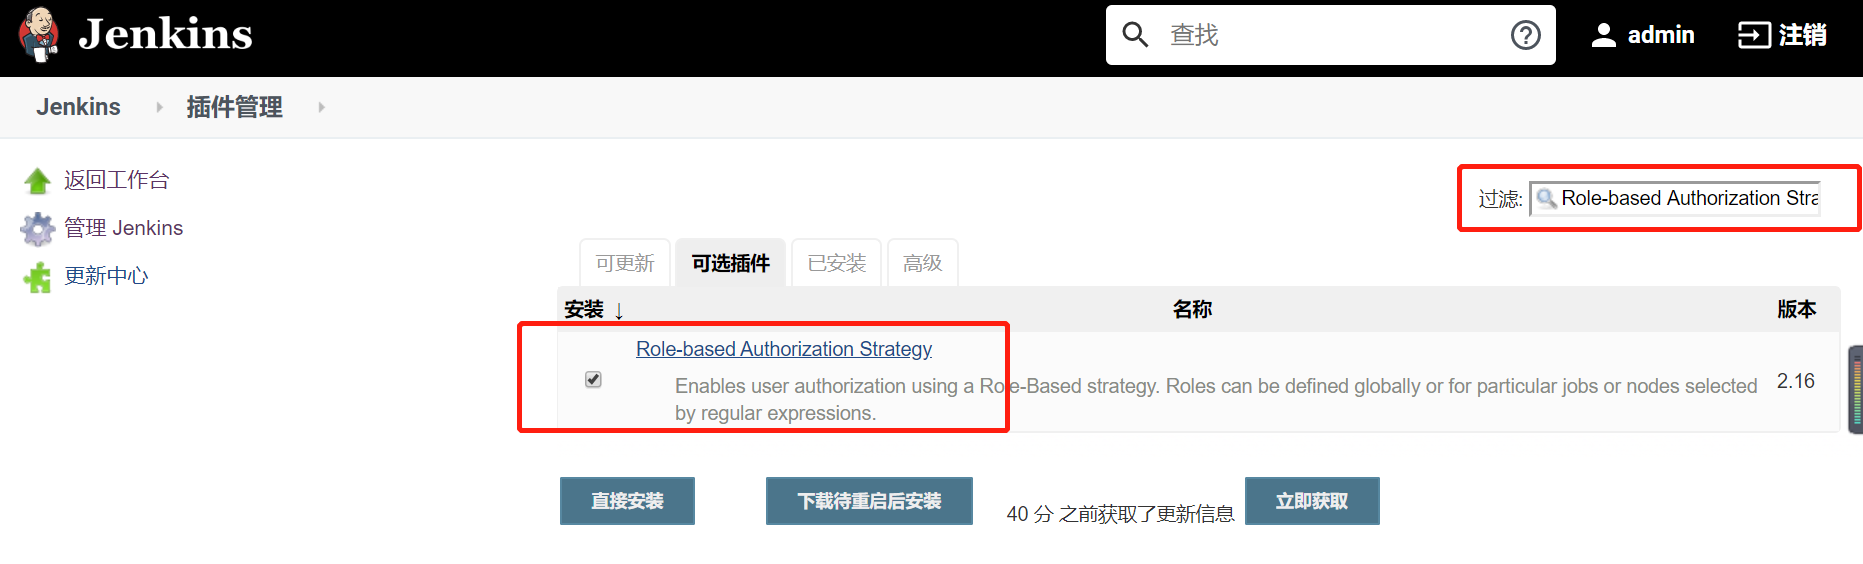 Jenkins
查找
admin
注销
Jenkins
插件管理
返回工作台
管理 Jenkins
更新中心
过滤: Role-based Authorization Stra
可更新
可选插件
已安装
高级
安装 ↓
名称
版本
Role-based Authorization Strategy
Enables user authorization using a Role-Based strategy. Roles can be defined globally or for particular jobs or nodes selected
by regular expressions.
2.16
直接安装
下载待重启后安装
40 分 之前获取了更新信息
立即获取